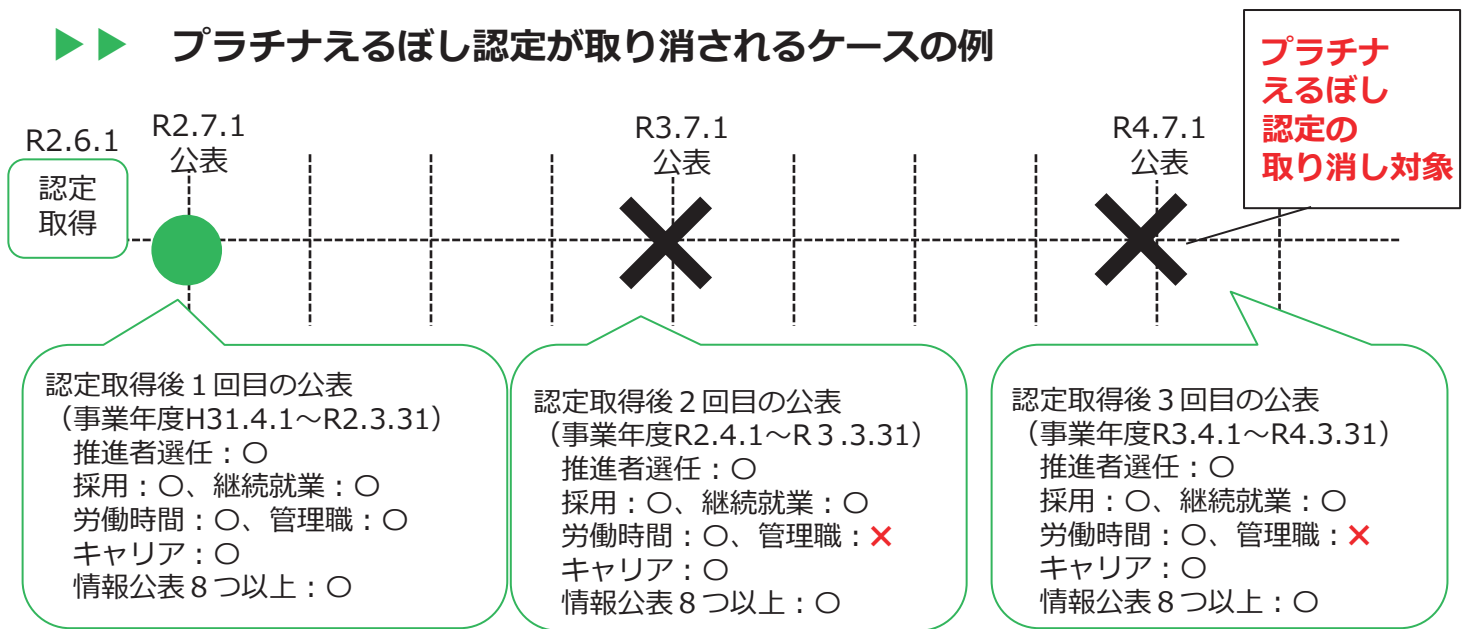 ▶▶ プラチナえるぼし認定が取り消されるケースの例
プラチナ
えるぼし
認定の
取り消し対象
R2.6.1
認定
取得
R2.7.1
公表
R3.7.1
公表
R4.7.1
公表
認定取得後１回目の公表
（事業年度H31.4.1～R2.3.31）
推進者選任：〇
採用：〇、継続就業：〇
労働時間：〇、管理職：〇
キャリア：〇
情報公表８つ以上：〇
認定取得後２回目の公表
（事業年度R2.4.1～R３.3.31）
推進者選任：〇
採用：〇、継続就業：〇
労働時間：〇、管理職：×
キャリア：〇
情報公表８つ以上：〇
認定取得後３回目の公表
（事業年度R3.4.1～R4.3.31）
推進者選任：〇
採用：〇、継続就業：〇
労働時間：〇、管理職：×
キャリア：〇
情報公表８つ以上：〇